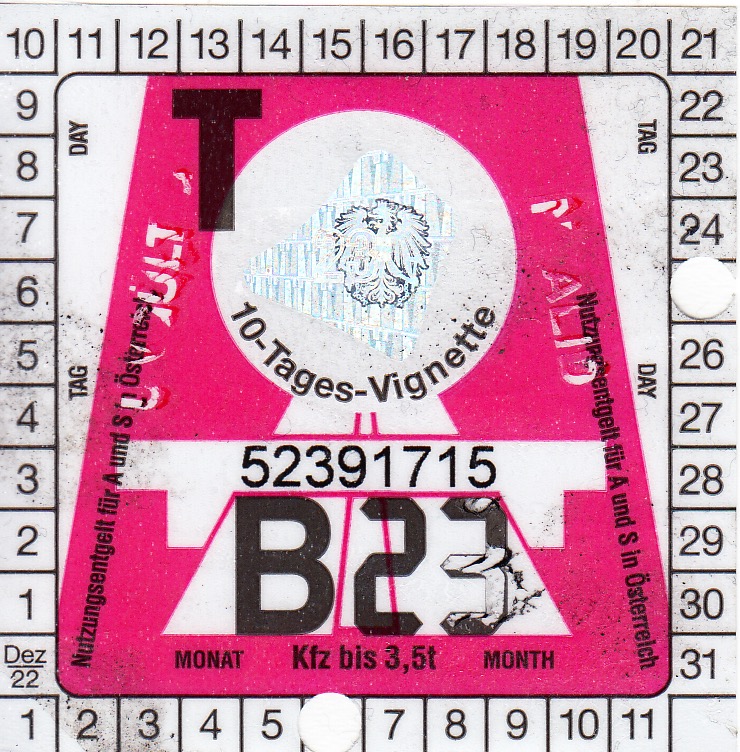 10 11 12 13 14 15 16 17 18 19 20 21
9 DAY T TAG 22
8 23
7 24
6
5 26
TAG DAY
4 27
10-Tages-Vignette
Nutzungsentgelt für A und S in Österreich
Nutzungsentgelt für A und S in Österreich
3 52391715 28
2 B23 29
1 30
Dez MONAT Kfz bis 3,5t MONTH 31
22
1 2 3 4 5 7 8 9 10 11